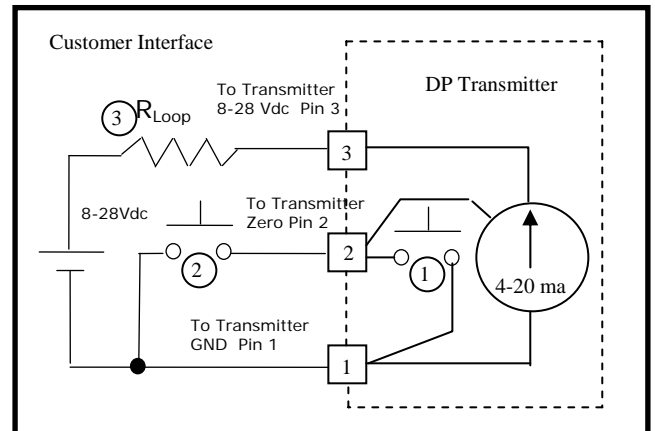 Customer Interface
DP Transmitter
To Transmitter
8-28 Vdc Pin 3
3
RLoop
3
8-28Vdc
To Transmitter
Zero Pin 2
2
2
1
4-20 ma
To Transmitter
GND Pin 1
1